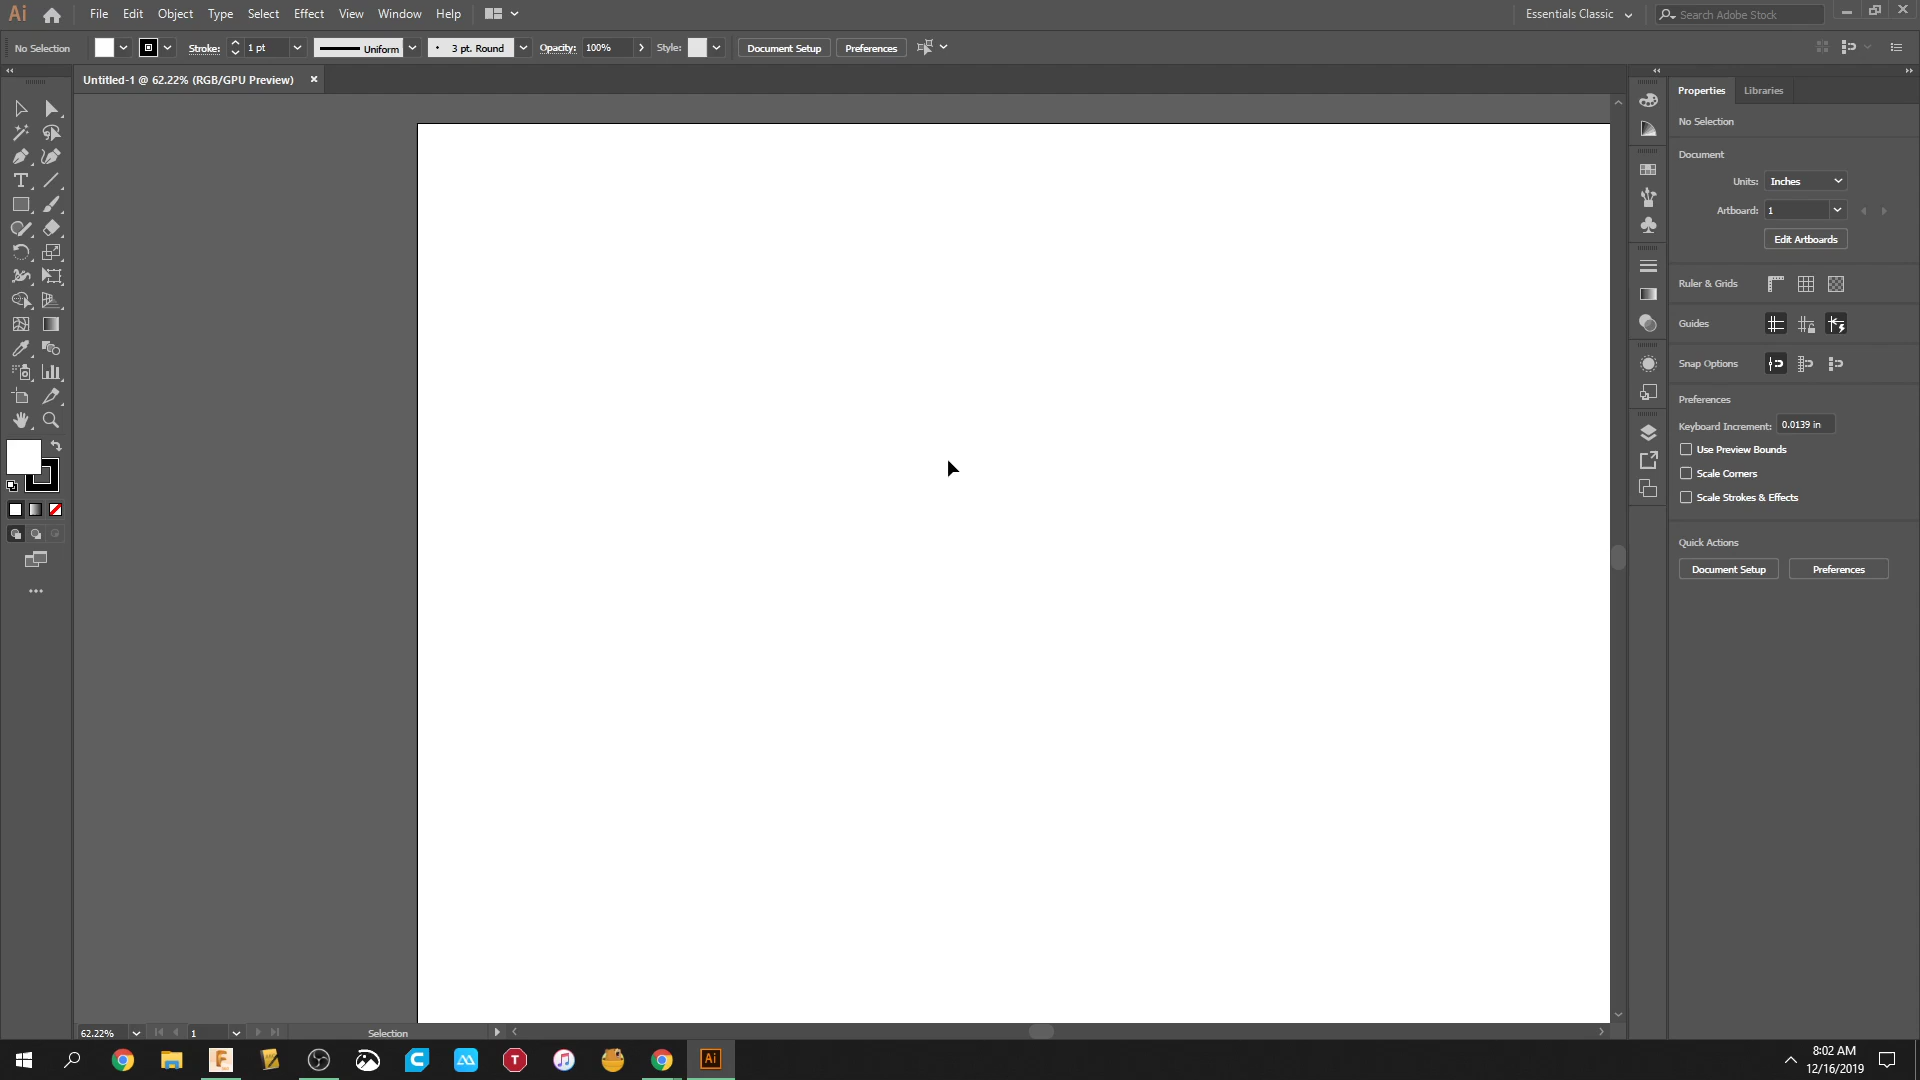 Ai File Edit Object Type Select Effect View Window Help Essentials Classic Search Adobe Stock
No Selection Stroke: 1 pt Uniform 3 pt. Round Opacity: 100% Style: Document Setup Preferences
Untitled-1 @ 62.22% (RGB/GPU Preview)
Properties Libraries
No Selection
Document
Units: Inches
Artboard: 1
Edit Artboards
Ruler & Grids
Guides
Snap Options
Preferences
Keyboard Increment: 0.0139 in
Use Preview Bounds
Scale Corners
Scale Strokes & Effects
Quick Actions
Document Setup Preferences
62.22% 1 Selection
Ai
8:02 AM
12/16/2019